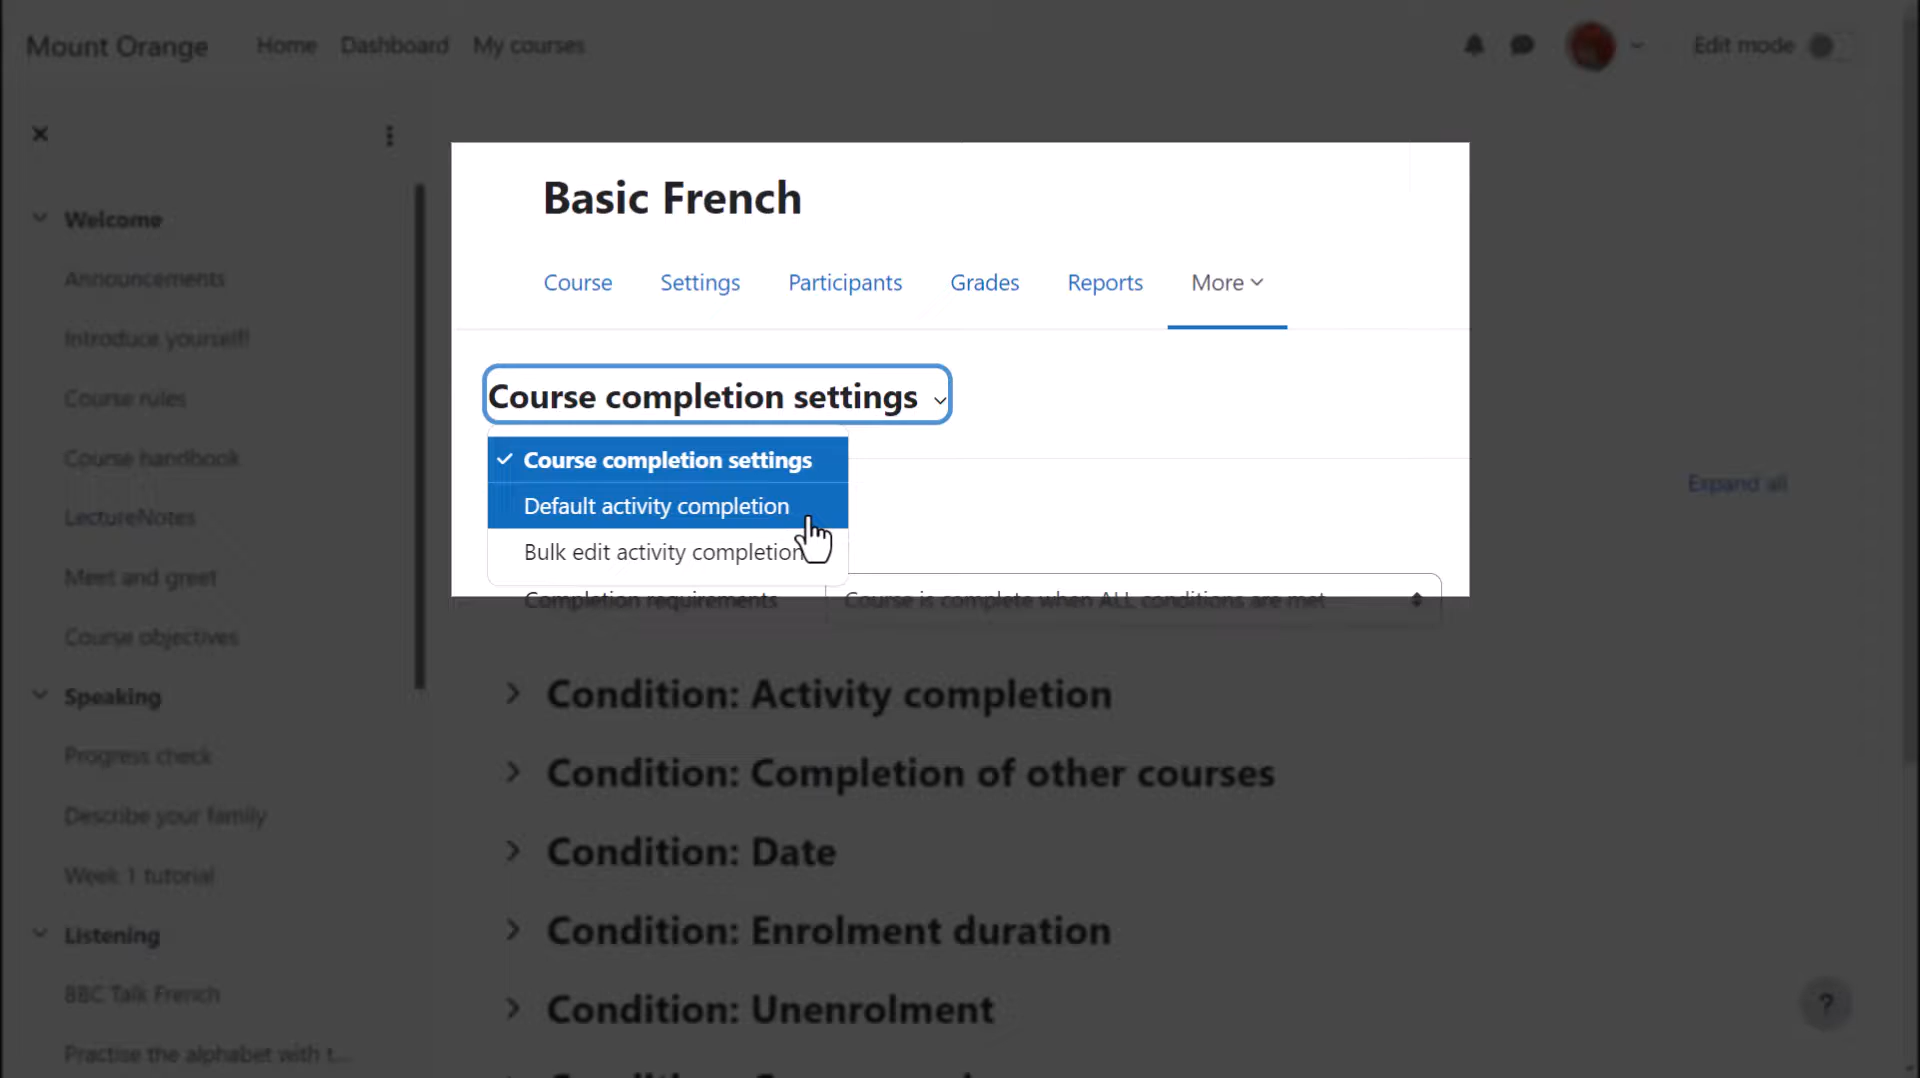 Mount Orange Home Dashboard My courses Edit mode
Welcome
Announcements
Introduce yourself!
Course rules
Course handbook
LectureNotes
Meet and greet
Course objectives
Speaking
Progress check
Describe your family
Week 1 tutorial
Listening
BBC Talk French
Practise the alphabet with t...
Basic French
Course Settings Participants Grades Reports More
Course completion settings
Course completion settings
Default activity completion
Bulk edit activity completion
Expand all
Completion requirements Course is complete when ALL conditions are met
Condition: Activity completion
Condition: Completion of other courses
Condition: Date
Condition: Enrolment duration
Condition: Unenrolment
?